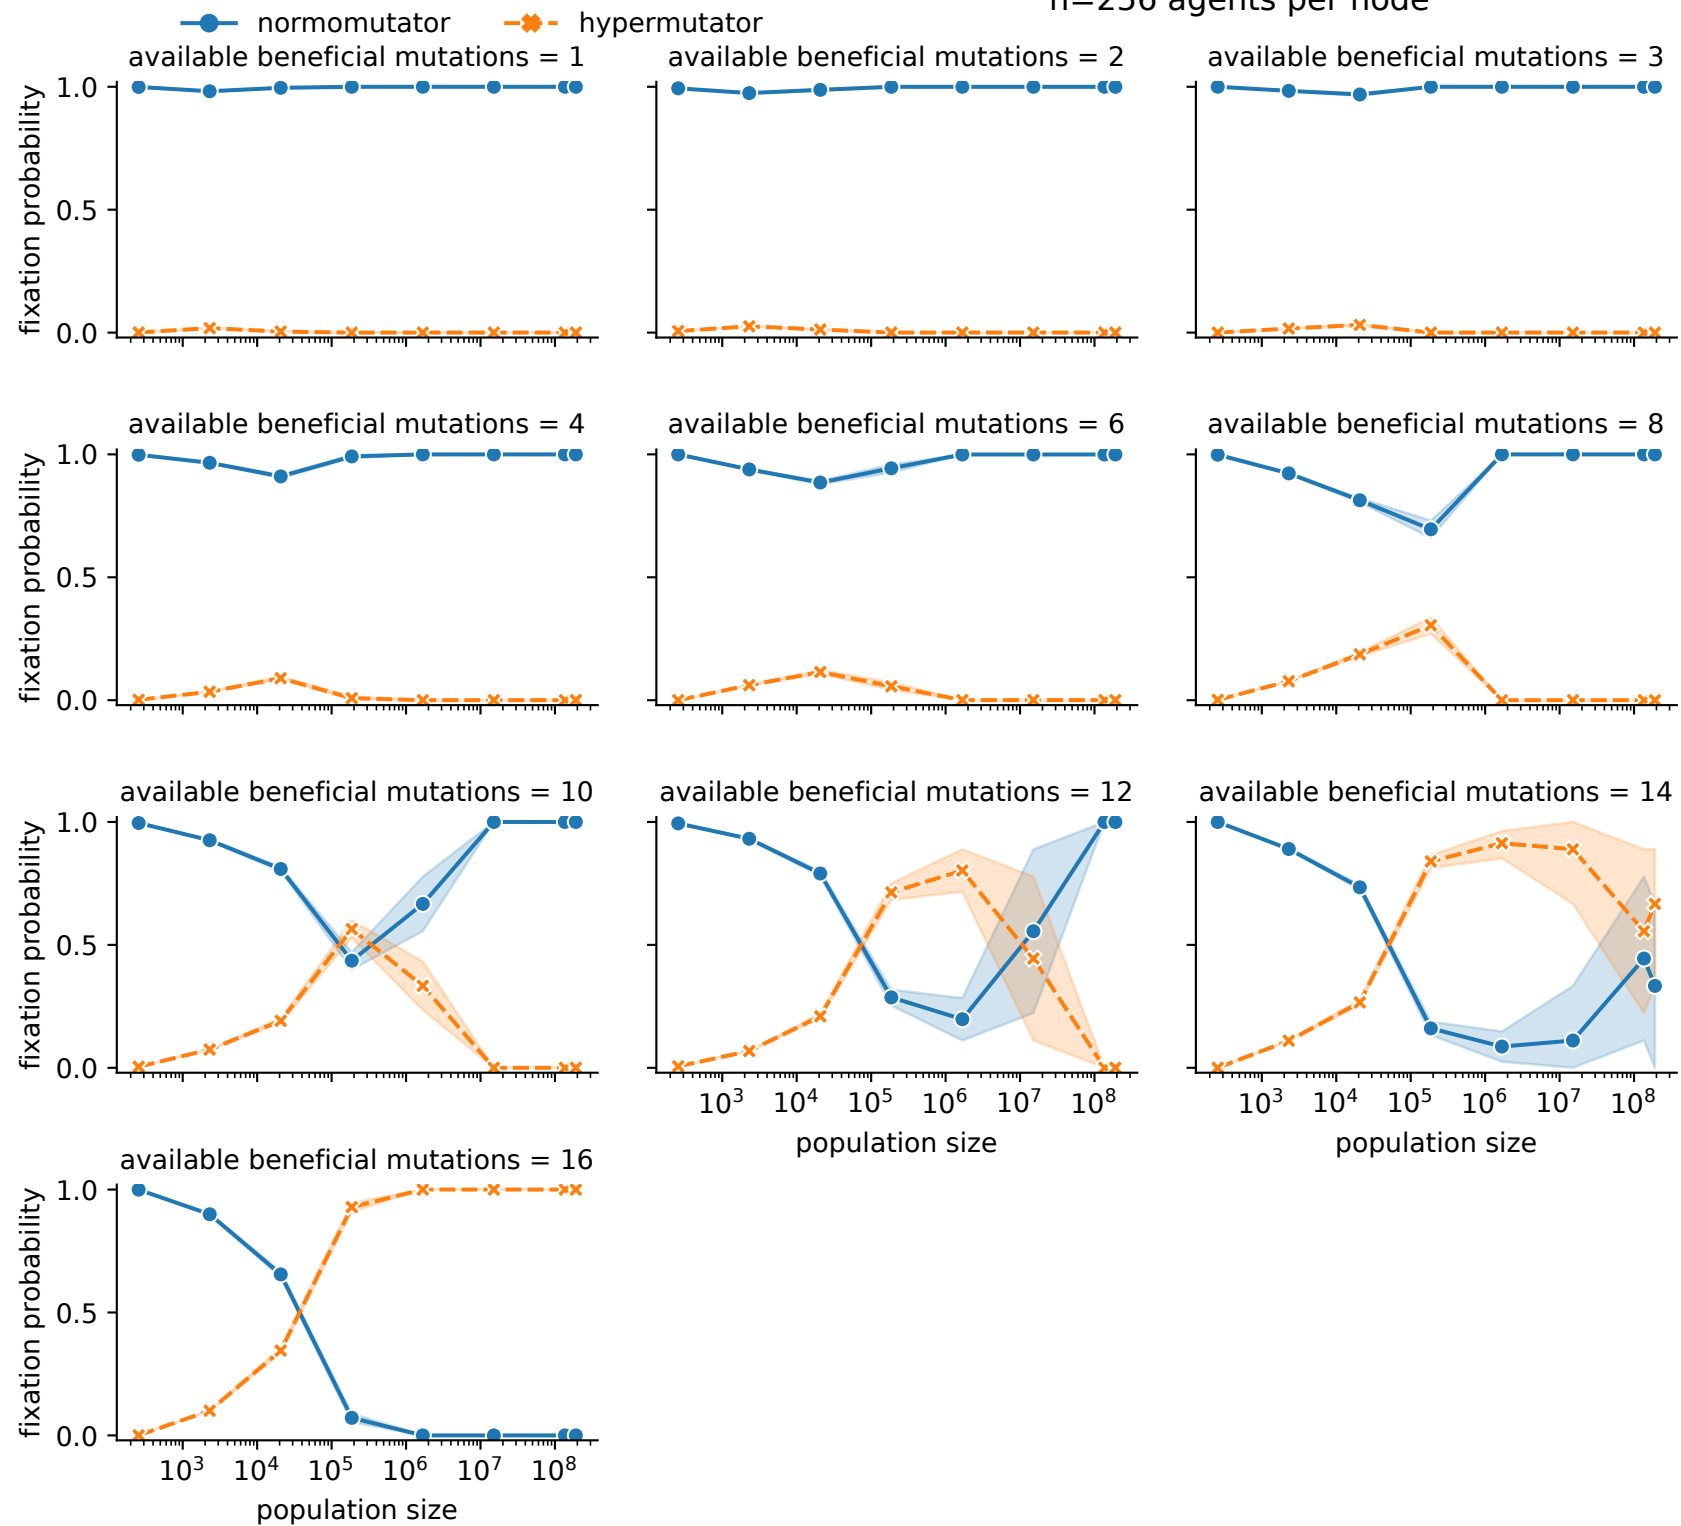 n=256 agents per node
normomutator hypermutator
available beneficial mutations = 1
available beneficial mutations = 2
available beneficial mutations = 3
fixation probability
1.0
0.5
0.0
available beneficial mutations = 4
available beneficial mutations = 6
available beneficial mutations = 8
fixation probability
1.0
0.5
0.0
available beneficial mutations = 10
available beneficial mutations = 12
available beneficial mutations = 14
fixation probability
1.0
0.5
0.0
10³ 10⁴ 10⁵ 10⁶ 10⁷ 10⁸
population size
10³ 10⁴ 10⁵ 10⁶ 10⁷ 10⁸
population size
available beneficial mutations = 16
fixation probability
1.0
0.5
0.0
10³ 10⁴ 10⁵ 10⁶ 10⁷ 10⁸
population size